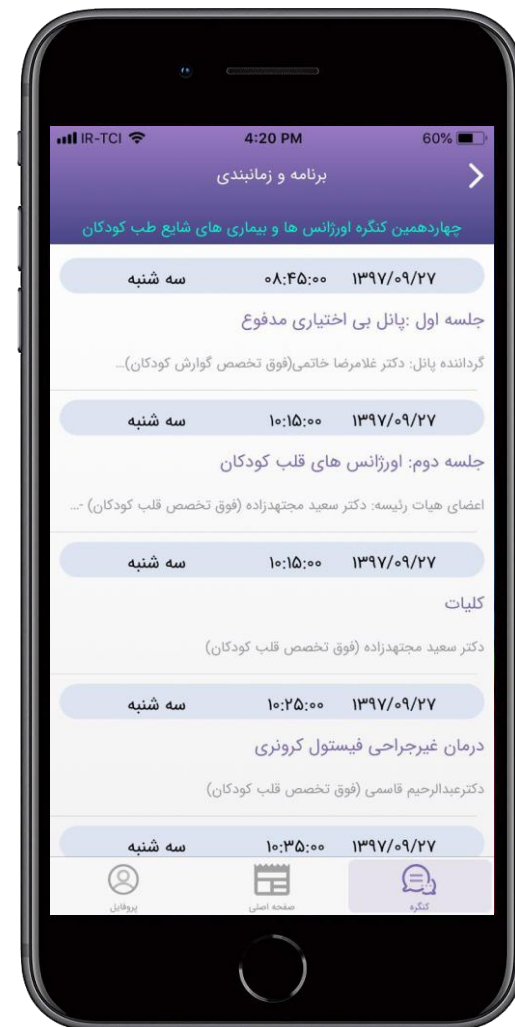 IR-TCI 4:20 PM 60%
برنامه و زمانبندی
چهاردهمین کنگره اورژانس ها و بیماری های شایع طب کودکان
۱۳۹۷/۰۹/۲۷ ۰۸:۴۵:۰۰ سه شنبه
جلسه اول :پانل بی اختیاری مدفوع
گرداننده پانل: دکتر غلامرضا خاتمی(فوق تخصص گوارش کودکان)...
۱۳۹۷/۰۹/۲۷ ۱۰:۱۵:۰۰ سه شنبه
جلسه دوم: اورژانس های قلب کودکان
اعضای هیات رئیسه: دکتر سعید مجتهدزاده (فوق تخصص قلب کودکان) -...
۱۳۹۷/۰۹/۲۷ ۱۰:۱۵:۰۰ سه شنبه
کلیات
دکتر سعید مجتهدزاده (فوق تخصص قلب کودکان)
۱۳۹۷/۰۹/۲۷ ۱۰:۲۵:۰۰ سه شنبه
درمان غیرجراحی فیستول کرونری
دکترعبدالرحیم قاسمی (فوق تخصص قلب کودکان)
۱۳۹۷/۰۹/۲۷ ۱۰:۳۵:۰۰ سه شنبه
کنگره صفحه اصلی پروفایل